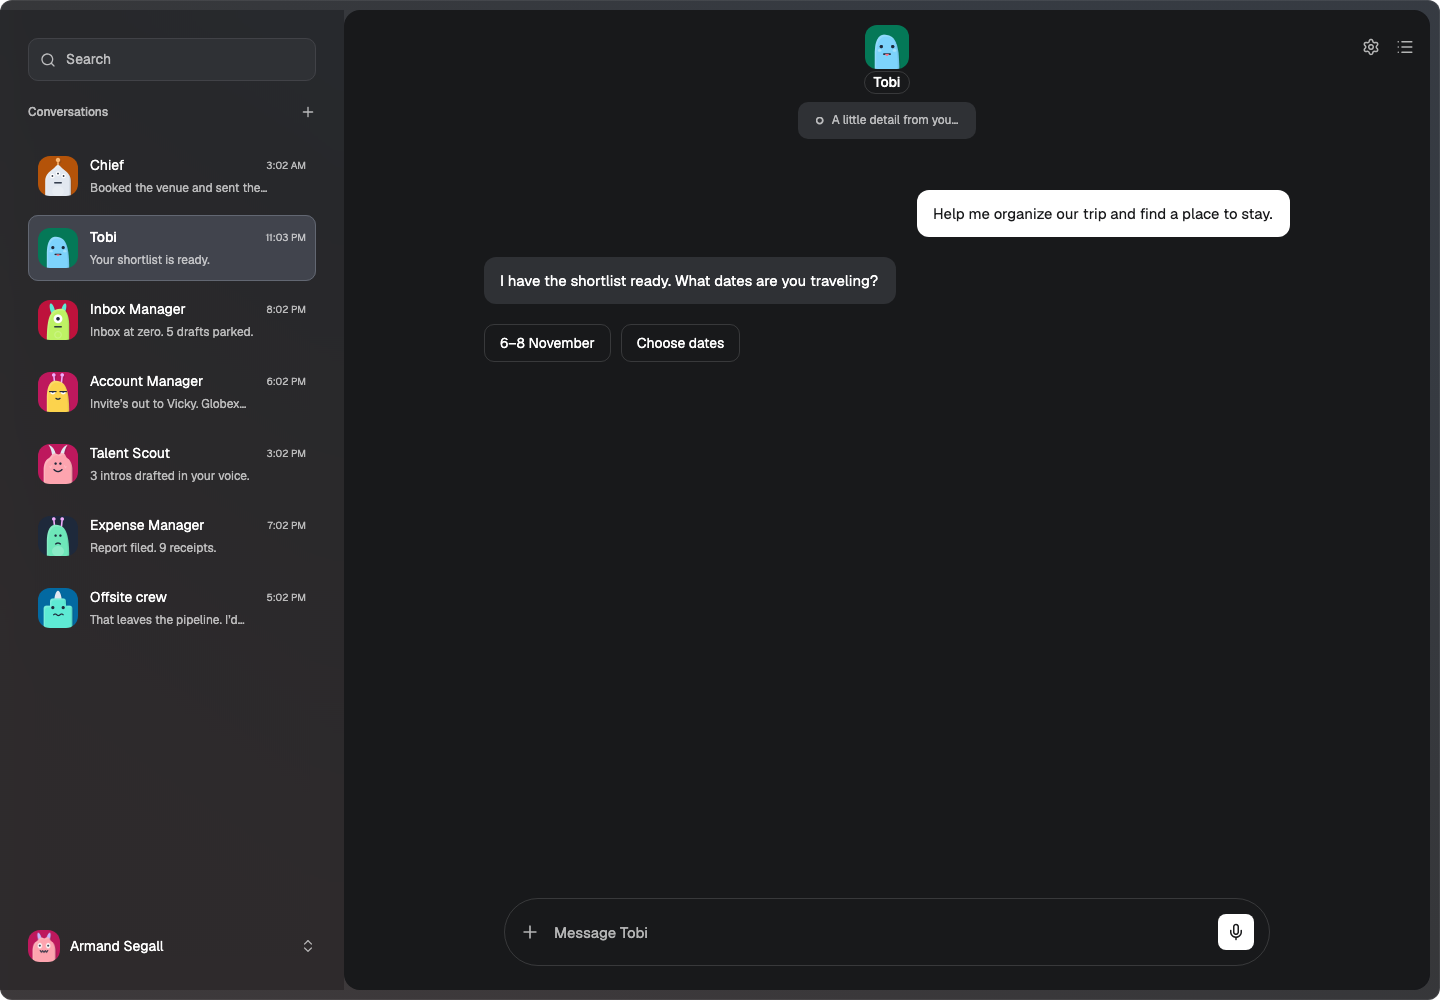 Search
Conversations
Chief
3:02 AM
Booked the venue and sent the…
Tobi
11:03 PM
Your shortlist is ready.
Inbox Manager
8:02 PM
Inbox at zero. 5 drafts parked.
Account Manager
6:02 PM
Invite's out to Vicky. Globex…
Talent Scout
3:02 PM
3 intros drafted in your voice.
Expense Manager
7:02 PM
Report filed. 9 receipts.
Offsite crew
5:02 PM
That leaves the pipeline. I'd…
Armand Segall
Tobi
A little detail from you…
Help me organize our trip and find a place to stay.
I have the shortlist ready. What dates are you traveling?
6–8 November
Choose dates
Message Tobi